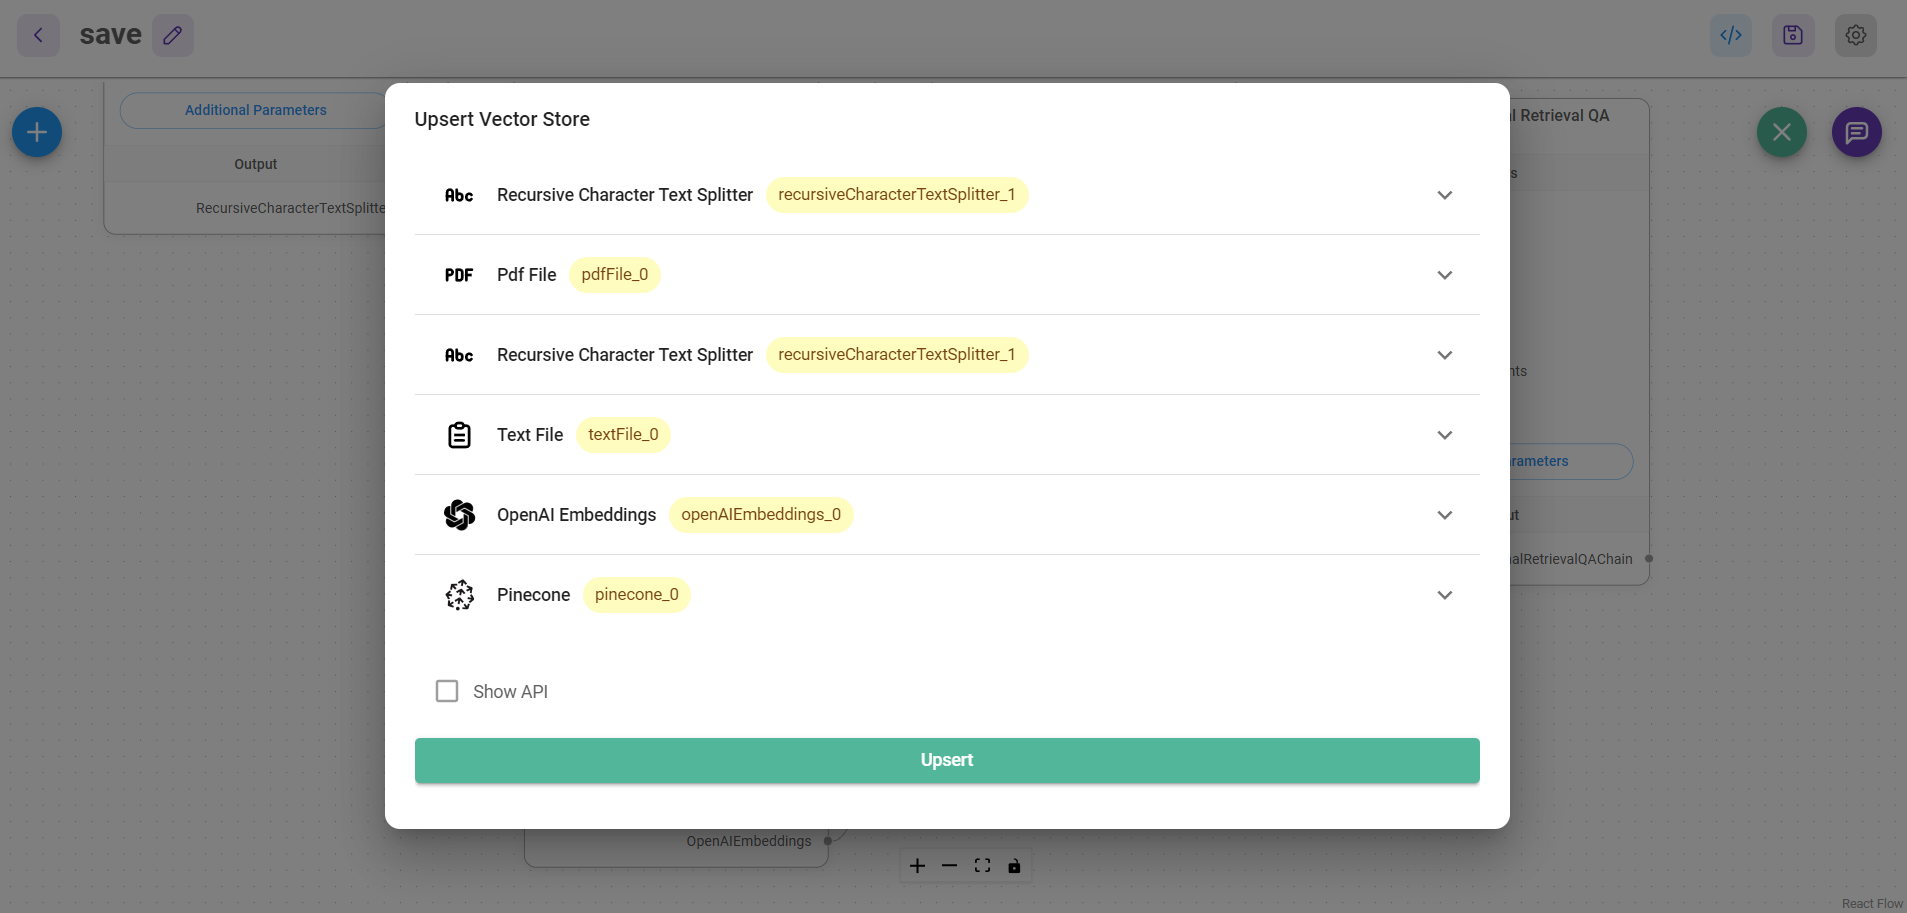 save
</>
Additional Parameters
Output
RecursiveCharacterTextSplitte
l Retrieval QA
s
nts
rameters
ut
alRetrievalQAChain
Upsert Vector Store
Abc Recursive Character Text Splitter recursiveCharacterTextSplitter_1
PDF Pdf File pdfFile_0
Abc Recursive Character Text Splitter recursiveCharacterTextSplitter_1
Text File textFile_0
OpenAI Embeddings openAIEmbeddings_0
Pinecone pinecone_0
Show API
Upsert
OpenAIEmbeddings
React Flow